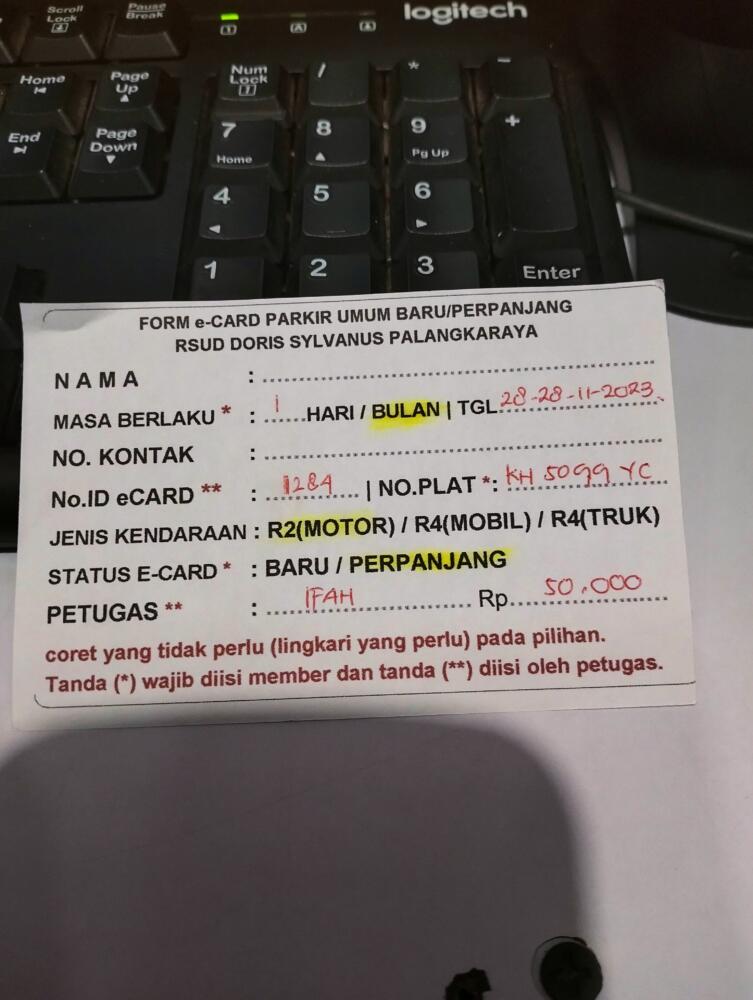 logitech
Scroll Lock
Pause Break
1 A
Home Page Up Num Lock / * -
End Page Down 7 Home 8 9 Pg Up +
4 5 6
1 2 3 Enter
FORM e-CARD PARKIR UMUM BARU/PERPANJANG
RSUD DORIS SYLVANUS PALANGKARAYA
NAMA :
MASA BERLAKU * : 1 HARI / BULAN | TGL 28-28-11-2023
NO. KONTAK :
No.ID eCARD ** : 1284 | NO.PLAT *: KH 5099 YC
JENIS KENDARAAN : R2(MOTOR) / R4(MOBIL) / R4(TRUK)
STATUS E-CARD * : BARU / PERPANJANG
PETUGAS ** : IFAH Rp. 50.000
coret yang tidak perlu (lingkari yang perlu) pada pilihan.
Tanda (*) wajib diisi member dan tanda (**) diisi oleh petugas.